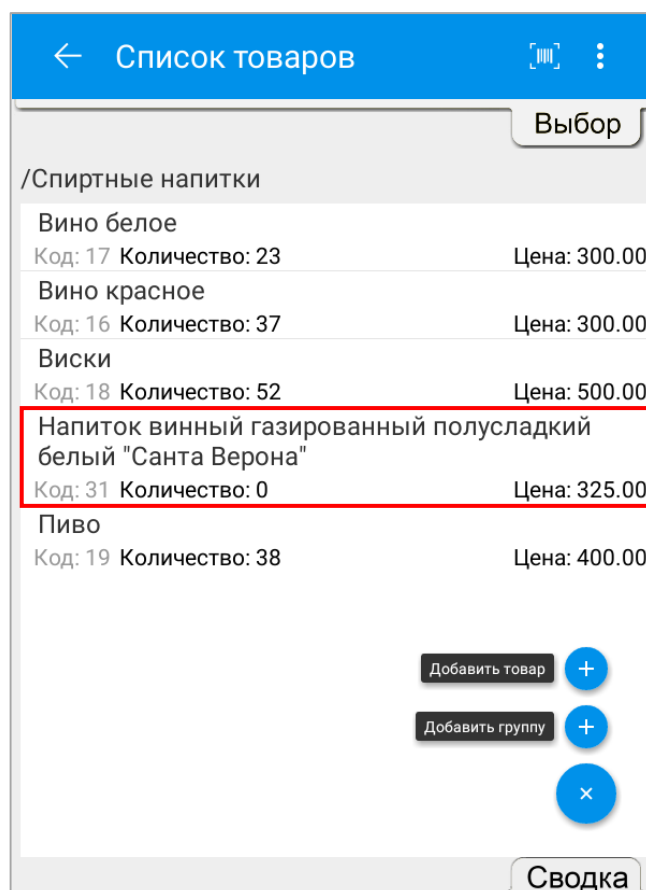 Список товаров
Выбор
/Спиртные напитки
Вино белое
Код: 17 Количество: 23 Цена: 300.00
Вино красное
Код: 16 Количество: 37 Цена: 300.00
Виски
Код: 18 Количество: 52 Цена: 500.00
Напиток винный газированный полусладкий
белый "Санта Верона"
Код: 31 Количество: 0 Цена: 325.00
Пиво
Код: 19 Количество: 38 Цена: 400.00
Добавить товар
Добавить группу
Сводка